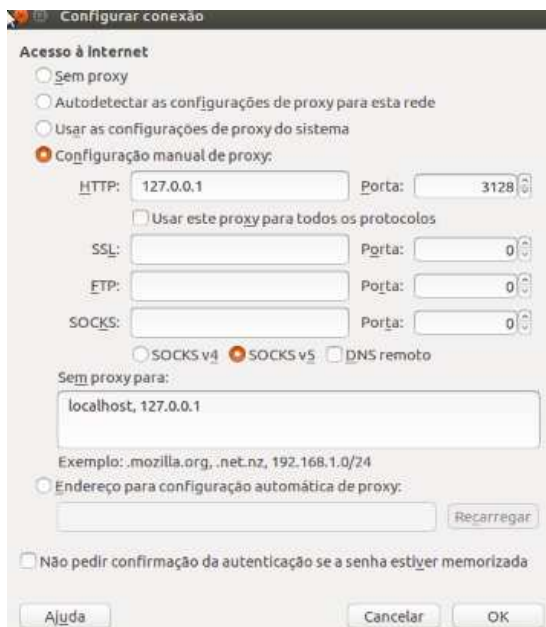 Configurar conexão
Acesso à internet
Sem proxy
Autodetectar as configurações de proxy para esta rede
Usar as configurações de proxy do sistema
Configuração manual de proxy:
HTTP: 127.0.0.1 Porta: 3128
Usar este proxy para todos os protocolos
SSL: Porta: 0
FTP: Porta: 0
SOCKS: Porta: 0
SOCKS v4 SOCKS v5 DNS remoto
Sem proxy para:
localhost, 127.0.0.1
Exemplo: .mozilla.org, .net.nz, 192.168.1.0/24
Endereço para configuração automática de proxy:
Recarregar
Não pedir confirmação da autenticação se a senha estiver memorizada
Ajuda Cancelar OK